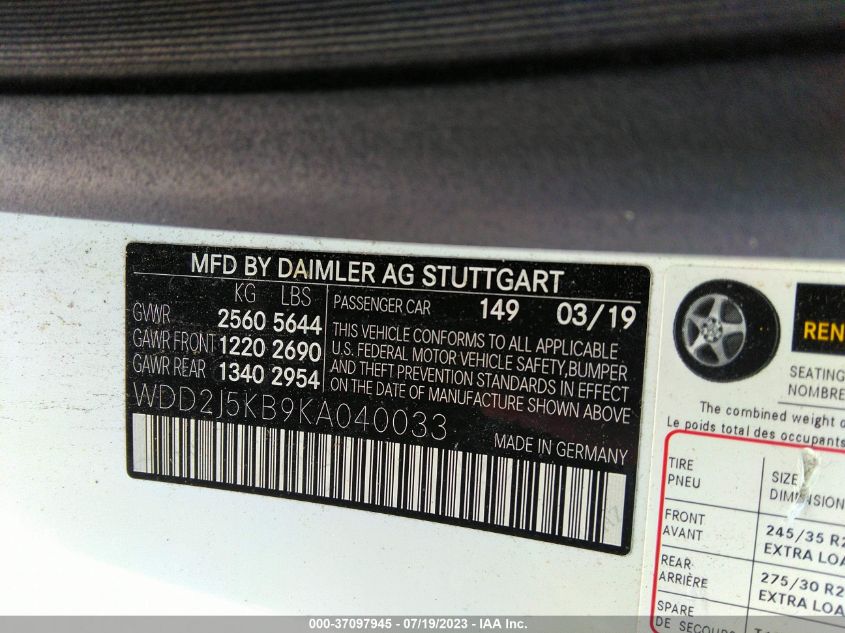 MFD BY DAIMLER AG STUTTGART
KG LBS
GVWR 2560 5644
GAWR FRONT 1220 2690
GAWR REAR 1340 2954
PASSENGER CAR 149 03/19
THIS VEHICLE CONFORMS TO ALL APPLICABLE
U.S. FEDERAL MOTOR VEHICLE SAFETY, BUMPER
AND THEFT PREVENTION STANDARDS IN EFFECT
ON THE DATE OF MANUFACTURE SHOWN ABOVE
WDD2J5KB9KA040033
MADE IN GERMANY
SEATING
NOMBRE
The combined weight o
Le poids total des occupants
TIRE
PNEU
SIZE
DIMENSION
FRONT
AVANT
245/35 R2
EXTRA LOA
REAR
ARRIÈRE
275/30 R2
EXTRA LOA
SPARE
DE SECOURS
000-37097945 - 07/19/2023 - IAA Inc.